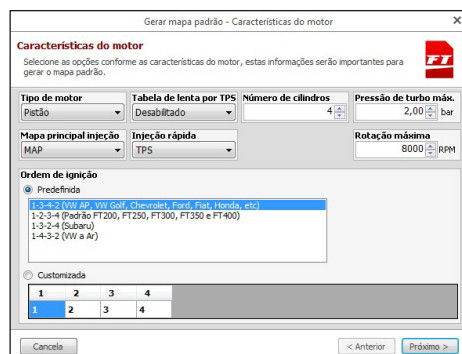 Gerar mapa padrão - Características do motor
Características do motor
Selecione as opções conforme as características do motor, estas informações serão importantes para
gerar o mapa padrão.
FT
Tipo de motor Tabela de lenta por TPS Número de cilindros Pressão de turbo máx.
Pistão Desabilitado 4 2,00 bar
Mapa principal injeção Injeção rápida Rotação máxima
MAP TPS 8000 RPM
Ordem de ignição
Predefinida
1-3-4-2 (VW AP, VW Golf, Chevrolet, Ford, Fiat, Honda, etc)
1-2-3-4 (Padrão FT200, FT250, FT300, FT350 e FT400)
1-3-2-4 (Subaru)
1-4-3-2 (VW a Ar)
Customizada
1 2 3 4
1 2 3 4
Cancela < Anterior Próximo >